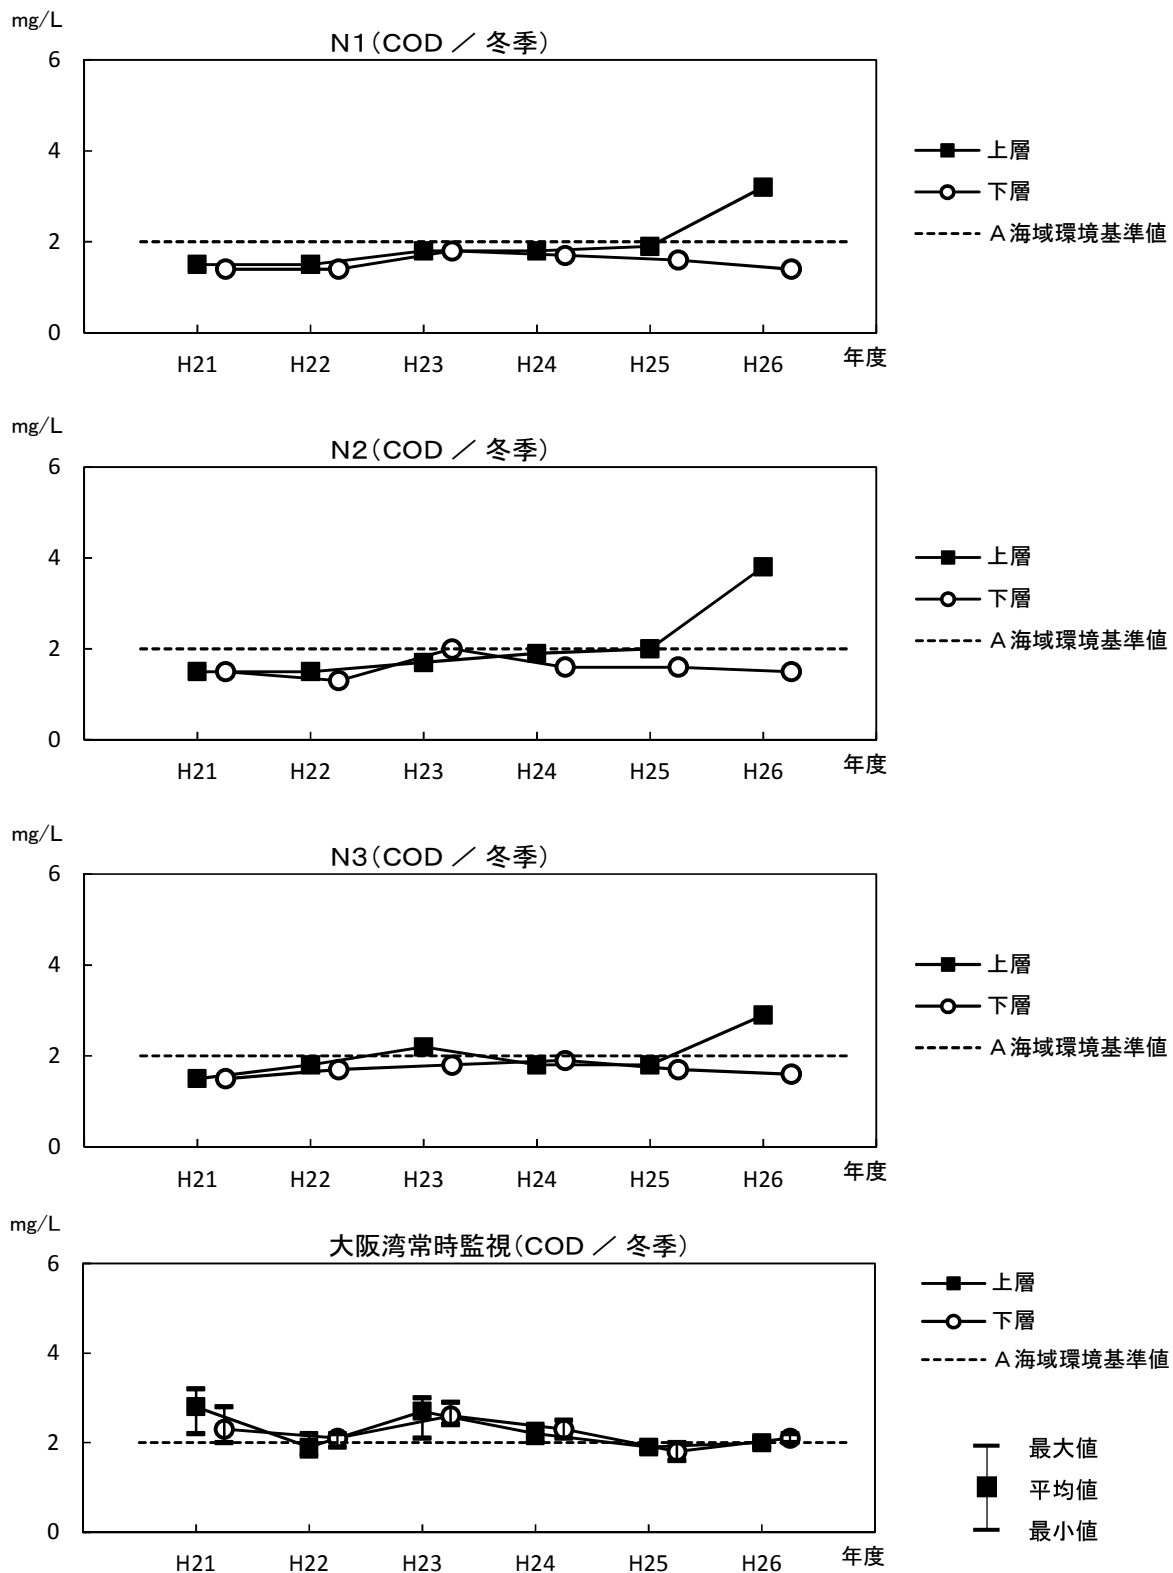 mg/L
N1(COD ／ 冬季)
6
4
2
0
H21 H22 H23 H24 H25 H26 年度
上層
下層
A海域環境基準値
mg/L
N2(COD ／ 冬季)
6
4
2
0
H21 H22 H23 H24 H25 H26 年度
上層
下層
A海域環境基準値
mg/L
N3(COD ／ 冬季)
6
4
2
0
H21 H22 H23 H24 H25 H26 年度
上層
下層
A海域環境基準値
mg/L
大阪湾常時監視(COD ／ 冬季)
6
4
2
0
H21 H22 H23 H24 H25 H26 年度
上層
下層
A海域環境基準値
最大値
平均値
最小値